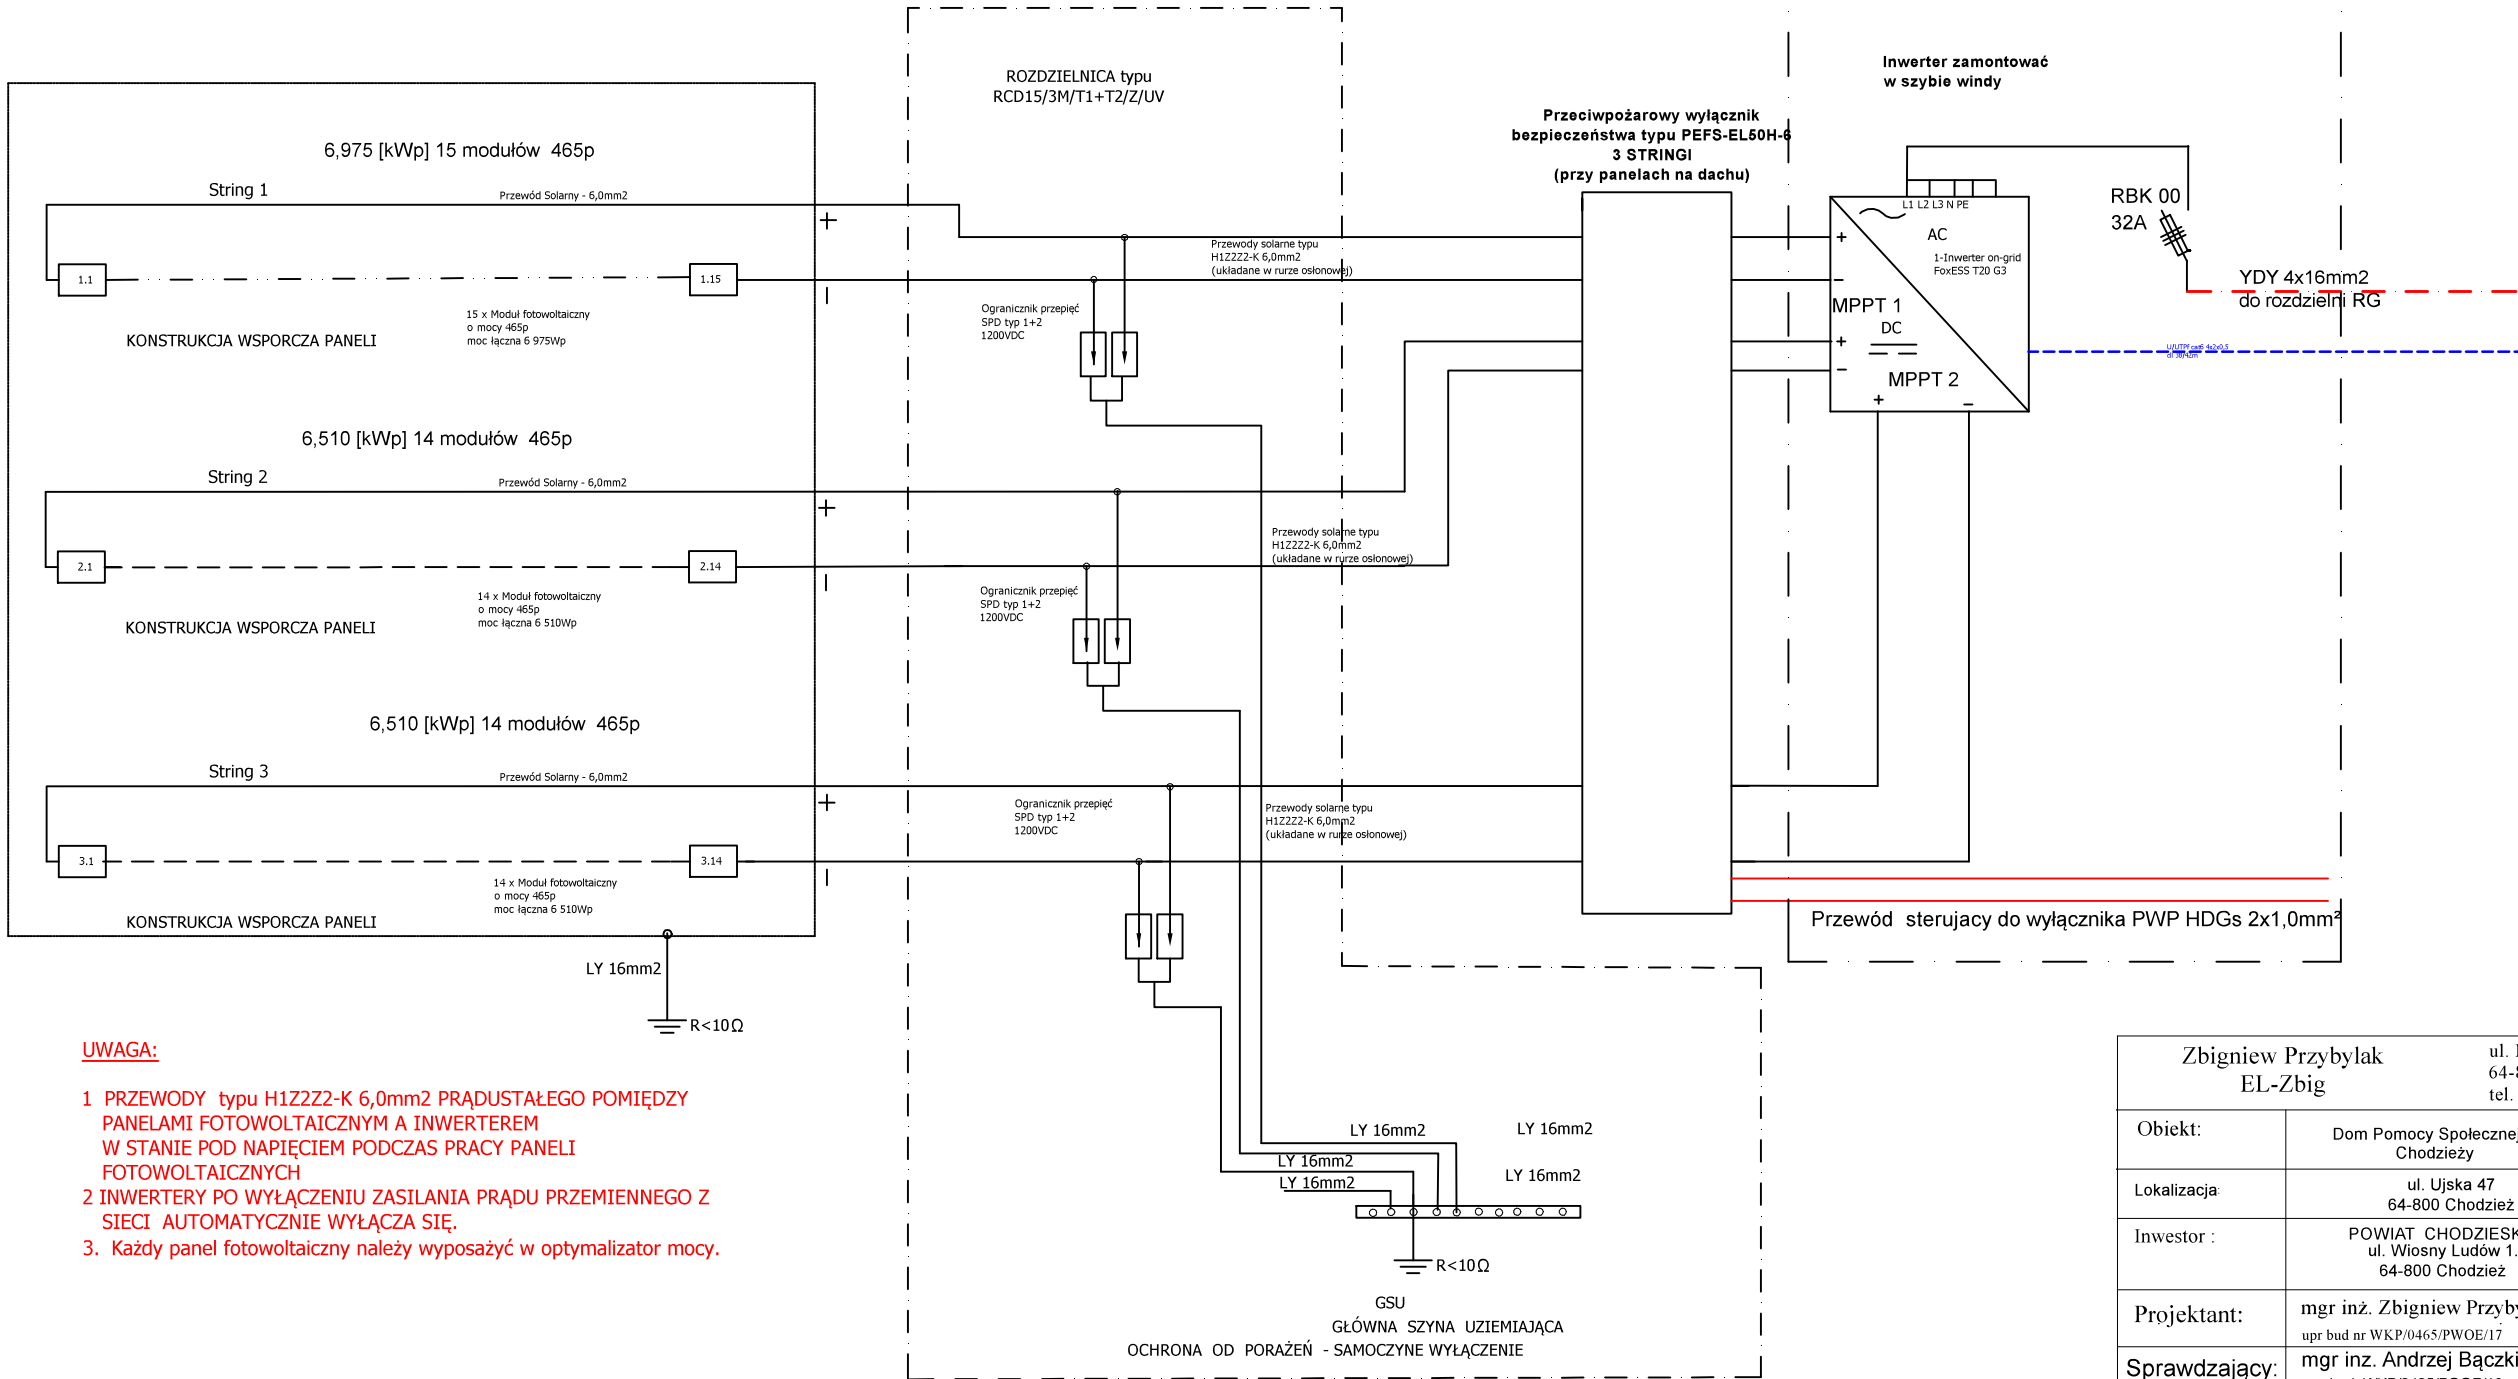 ROZDZIELNICA typu
RCD15/3M/T1+T2/Z/UV
Inwerter zamontować
w szybie windy
Przeciwpożarowy wyłącznik
bezpieczeństwa typu PEFS-EL50H-6
3 STRINGI
(przy panelach na dachu)
6,975 [kWp] 15 modułów 465p
String 1
Przewód Solarny - 6,0mm2
+
1.1
1.15
15 x Moduł fotowoltaiczny
o mocy 465p
moc łączna 6 975Wp
KONSTRUKCJA WSPORCZA PANELI
Przewody solarne typu
H1Z2Z2-K 6,0mm2
(układane w rurze osłonowej)
Ogranicznik przepięć
SPD typ 1+2
1200VDC
L1 L2 L3 N PE
AC
1-Inwerter on-grid
FoxESS T20 G3
+
−
MPPT 1
DC
+
−
MPPT 2
+ −
RBK 00
32A
YDY 4x16mm2
do rozdzielni RG
U/UTPf cat6 4x2x0,5
6,510 [kWp] 14 modułów 465p
String 2
Przewód Solarny - 6,0mm2
+
2.1
2.14
14 x Moduł fotowoltaiczny
o mocy 465p
moc łączna 6 510Wp
KONSTRUKCJA WSPORCZA PANELI
Przewody solarne typu
H1Z2Z2-K 6,0mm2
(układane w rurze osłonowej)
Ogranicznik przepięć
SPD typ 1+2
1200VDC
6,510 [kWp] 14 modułów 465p
String 3
Przewód Solarny - 6,0mm2
+
3.1
3.14
14 x Moduł fotowoltaiczny
o mocy 465p
moc łączna 6 510Wp
KONSTRUKCJA WSPORCZA PANELI
Ogranicznik przepięć
SPD typ 1+2
1200VDC
Przewody solarne typu
H1Z2Z2-K 6,0mm2
(układane w rurze osłonowej)
Przewód sterujacy do wyłącznika PWP HDGs 2x1,0mm²
LY 16mm2
R<10Ω
UWAGA:
1 PRZEWODY typu H1Z2Z2-K 6,0mm2 PRĄDUSTAŁEGO POMIĘDZY
PANELAMI FOTOWOLTAICZNYM A INWERTEREM
W STANIE POD NAPIĘCIEM PODCZAS PRACY PANELI
FOTOWOLTAICZNYCH
2 INWERTERY PO WYŁĄCZENIU ZASILANIA PRĄDU PRZEMIENNEGO Z
SIECI AUTOMATYCZNIE WYŁĄCZA SIĘ.
3. Każdy panel fotowoltaiczny należy wyposażyć w optymalizator mocy.
LY 16mm2
LY 16mm2
LY 16mm2
LY 16mm2
LY 16mm2
R<10Ω
GSU
GŁÓWNA SZYNA UZIEMIAJĄCA
OCHRONA OD PORAŻEŃ - SAMOCZYNE WYŁĄCZENIE
Zbigniew Przybylak
EL-Zbig
ul.
64-8
tel.
Obiekt:
Dom Pomocy Społecznej
Chodzieży
Lokalizacja:
ul. Ujska 47
64-800 Chodzież
Inwestor :
POWIAT CHODZIESK
ul. Wiosny Ludów 1.
64-800 Chodzież
Projektant:
mgr inż. Zbigniew Przyby
upr bud nr WKP/0465/PWOE/17
Sprawdzający:
mgr inz. Andrzej Bączki